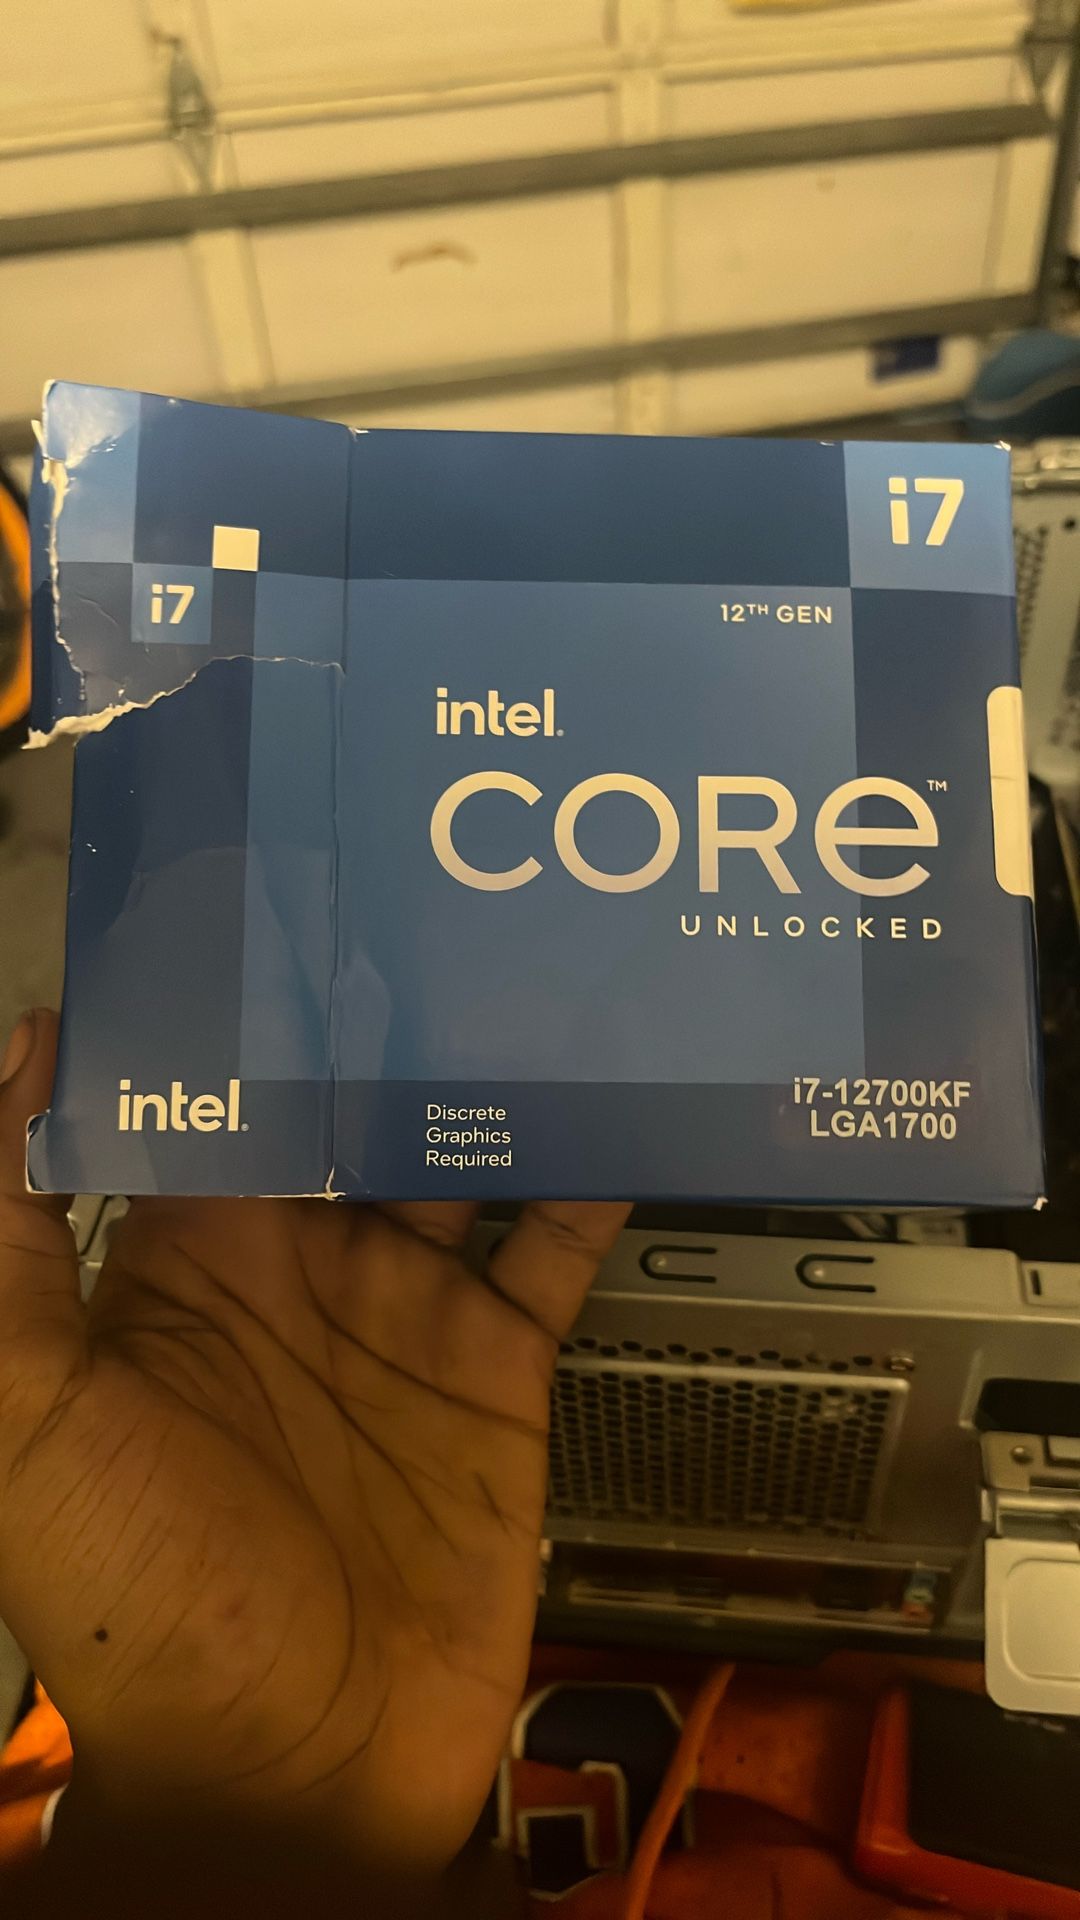 i7
intel.
i7
12TH GEN
intel.
CORe™
UNLOCKED
Discrete
Graphics
Required
i7-12700KF
LGA1700